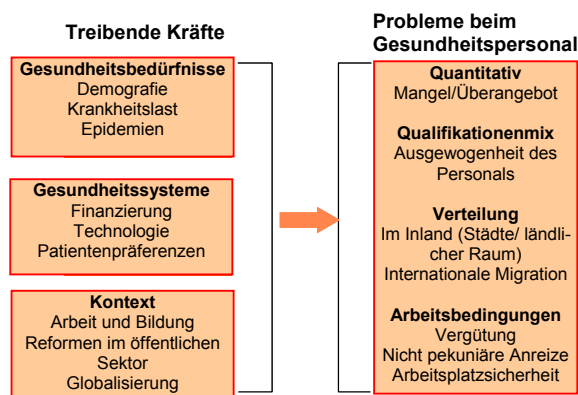 Treibende Kräfte
Gesundheitsbedürfnisse
Demografie
Krankheitslast
Epidemien
Gesundheitssysteme
Finanzierung
Technologie
Patientenpräferenzen
Kontext
Arbeit und Bildung
Reformen im öffentlichen
Sektor
Globalisierung
Probleme beim
Gesundheitspersonal
Quantitativ
Mangel/Überangebot
Qualifikationenmix
Ausgewogenheit des
Personals
Verteilung
Im Inland (Städte/ ländli-
cher Raum)
Internationale Migration
Arbeitsbedingungen
Vergütung
Nicht pekuniäre Anreize
Arbeitsplatzsicherheit